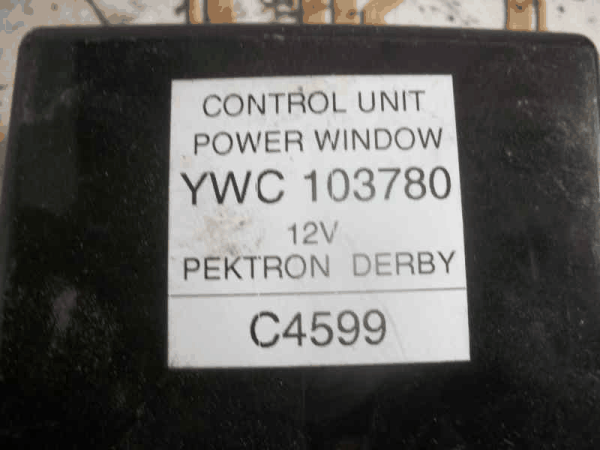 CONTROL UNIT
POWER WINDOW
YWC 103780
12V
PEKTRON DERBY
C4599